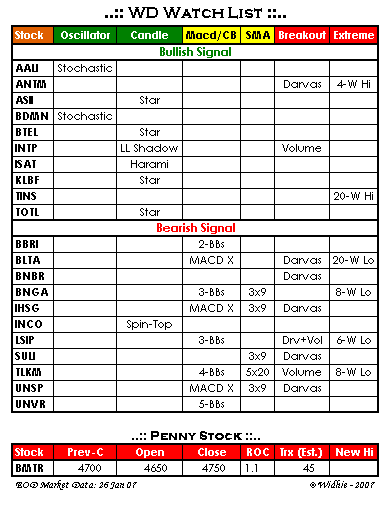 ..:: WD Watch List ::..
Stock Oscillator Candle Macd/CB SMA Breakout Extreme
Bullish Signal
AALI Stochastic
ANTM Darvas 4-W Hi
ASII Star
BDMN Stochastic
BTEL Star
INTP LL Shadow Volume
ISAT Harami
KLBF Star
TINS 20-W Hi
TOTL Star
Bearish Signal
BBRI 2-BBs
BLTA MACD X Darvas 20-W Lo
BNBR Darvas
BNGA 3-BBs 3x9 8-W Lo
IHSG MACD X 3x9 Darvas
INCO Spin-Top
LSIP 3-BBs Drv+Vol 6-W Lo
SULI 3x9 Darvas
TLKM 4-BBs 5x20 Volume 8-W Lo
UNSP MACD X 3x9 Darvas
UNVR 5-BBs
..:: Penny Stock ::..
Stock Prev-C Open Close ROC Trx (Est.) New Hi
BMTR 4700 4650 4750 1.1 45
EOD Market Data: 26 Jan 07 © Widhie - 2007